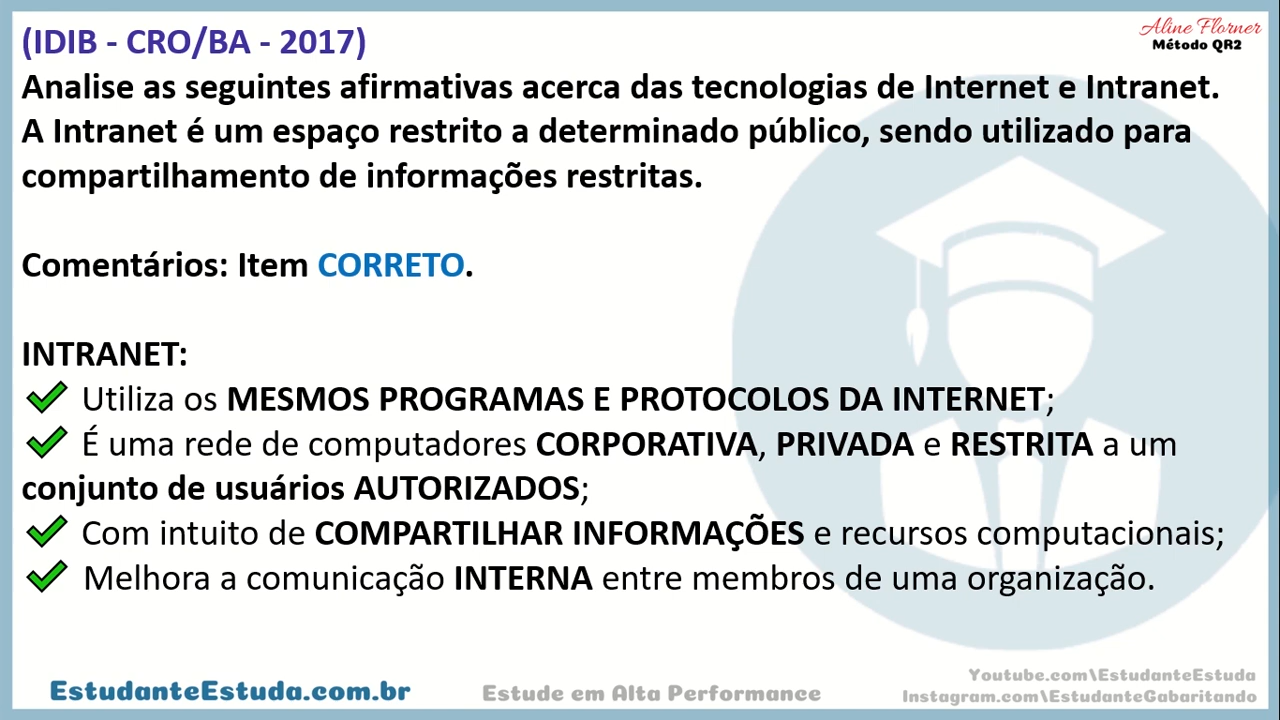 (IDIB - CRO/BA - 2017)
Aline Florner
Método QR2
Analise as seguintes afirmativas acerca das tecnologias de Internet e Intranet.
A Intranet é um espaço restrito a determinado público, sendo utilizado para
compartilhamento de informações restritas.
Comentários: Item CORRETO.
INTRANET:
Utiliza os MESMOS PROGRAMAS E PROTOCOLOS DA INTERNET;
É uma rede de computadores CORPORATIVA, PRIVADA e RESTRITA a um
conjunto de usuários AUTORIZADOS;
Com intuito de COMPARTILHAR INFORMAÇÕES e recursos computacionais;
Melhora a comunicação INTERNA entre membros de uma organização.
EstudanteEstuda.com.br
Estude em Alta Performance
Youtube.com\EstudanteEstuda
Instagram.com\EstudanteGabaritando